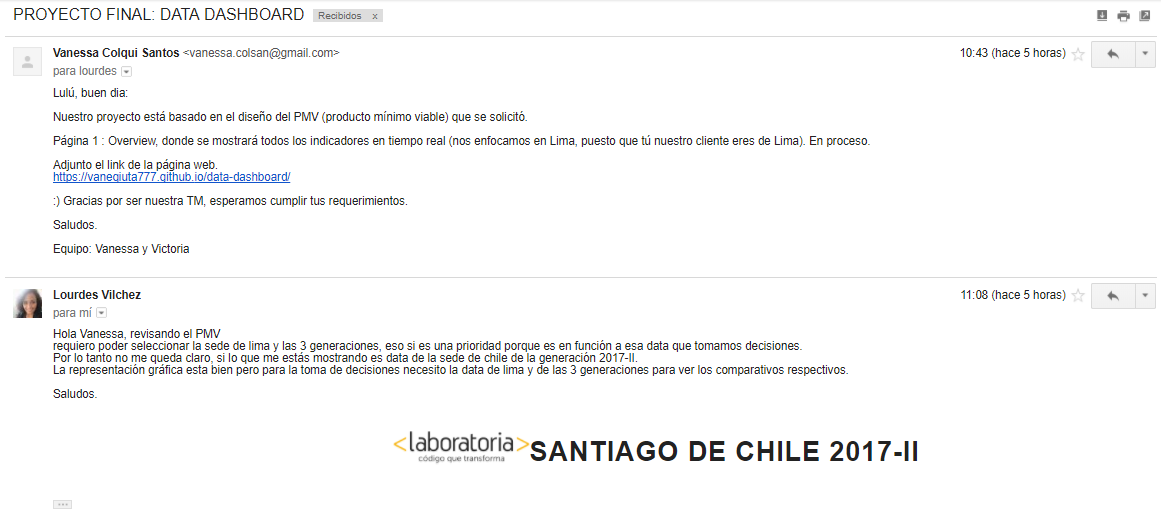 PROYECTO FINAL: DATA DASHBOARD Recibidos x
Vanessa Colqui Santos <vanessa.colsan@gmail.com> 10:43 (hace 5 horas)
para lourdes
Lulú, buen dia:
Nuestro proyecto está basado en el diseño del PMV (producto mínimo viable) que se solicitó.
Página 1 : Overview, donde se mostrará todos los indicadores en tiempo real (nos enfocamos en Lima, puesto que tú nuestro cliente eres de Lima). En proceso.
Adjunto el link de la página web.
https://vanegiuta777.github.io/data-dashboard/
:) Gracias por ser nuestra TM, esperamos cumplir tus requerimientos.
Saludos.
Equipo: Vanessa y Victoria
Lourdes Vilchez 11:08 (hace 5 horas)
para mí
Hola Vanessa, revisando el PMV
requiero poder seleccionar la sede de lima y las 3 generaciones, eso si es una prioridad porque es en función a esa data que tomamos decisiones.
Por lo tanto no me queda claro, si lo que me estás mostrando es data de la sede de chile de la generación 2017-II.
La representación gráfica esta bien pero para la toma de decisiones necesito la data de lima y de las 3 generaciones para ver los comparativos respectivos.
Saludos.
<laboratoria> SANTIAGO DE CHILE 2017-II
código que transforma